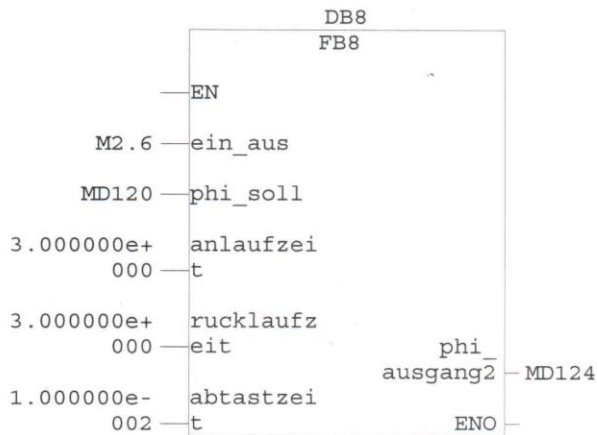 DB8
FB8
EN
M2.6 ein_aus
MD120 phi_soll
3.000000e+ anlaufzei
000 t
3.000000e+ rucklaufz
000 eit phi_
ausgang2 MD124
1.000000e- abtastzei
002 t ENO